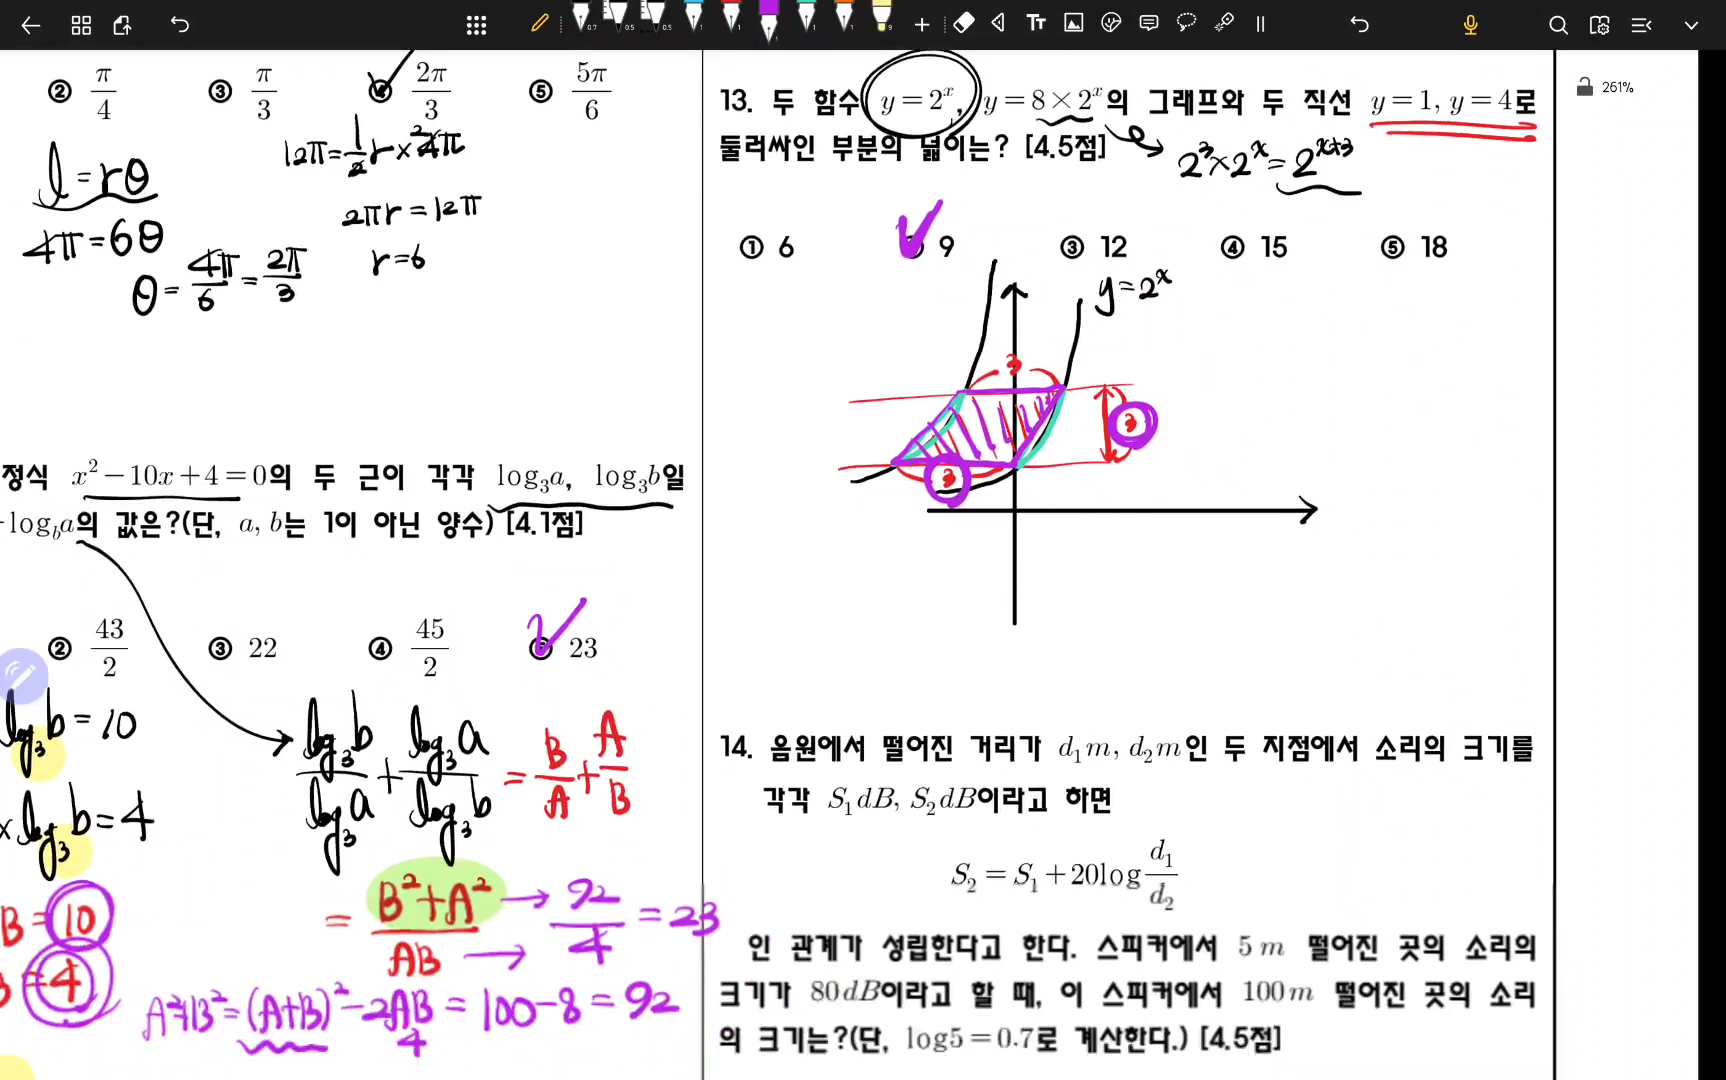 261%
② π/4 ③ π/3 2π/3 ⑤ 5π/6
l = rθ
4π = 6θ
θ = 4π/6 = 2π/3
12π = 1/2 r × 4π
2πr = 12π
r = 6
정식 x² − 10x + 4 = 0의 두 근이 각각 log₃a, log₃b일
log_b a의 값은?(단, a, b는 1이 아닌 양수) [4.1점]
② 43/2 ③ 22 ④ 45/2 23
log₃b = 10
× log₃b = 4
B = 10
= 4
log₃b/log₃a + log₃a/log₃b = B/A + A/B
= B²+A²/AB → 92/4 = 23
A²+B² = (A+B)² − 2AB = 100 − 8 = 92
4
13. 두 함수 y = 2ˣ, y = 8 × 2ˣ의 그래프와 두 직선 y = 1, y = 4로
둘러싸인 부분의 넓이는? [4.5점]
2³ × 2ˣ = 2ˣ⁺³
① 6 9 ③ 12 ④ 15 ⑤ 18
y = 2ˣ
3
3
3
14. 음원에서 떨어진 거리가 d₁m, d₂m인 두 지점에서 소리의 크기를
각각 S₁dB, S₂dB이라고 하면
S₂ = S₁ + 20log d₁/d₂
인 관계가 성립한다고 한다. 스피커에서 5m 떨어진 곳의 소리의
크기가 80dB이라고 할 때, 이 스피커에서 100m 떨어진 곳의 소리
의 크기는?(단, log5 = 0.7로 계산한다.) [4.5점]